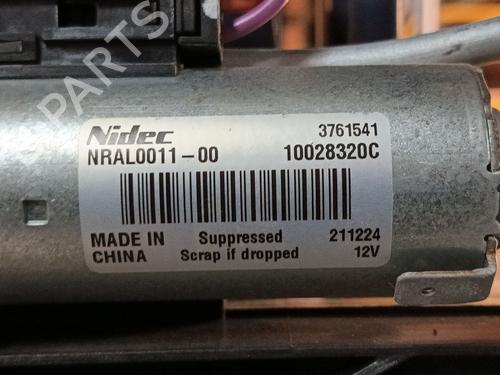 PARTS
Nidec 3761541
NRAL0011-00 10028320C
MADE IN Suppressed 211224
CHINA Scrap if dropped 12V